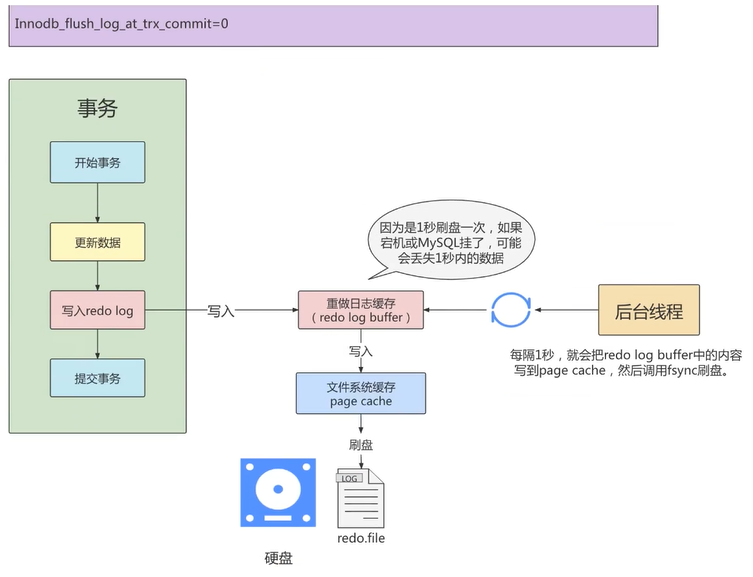 Innodb_flush_log_at_trx_commit=0
事务
开始事务
更新数据
写入redo log
提交事务
写入
因为是1秒刷盘一次，如果
宕机或MySQL挂了，可能
会丢失1秒内的数据
重做日志缓存
（redo log buffer）
写入
文件系统缓存
page cache
刷盘
LOG
redo.file
硬盘
后台线程
每隔1秒，就会把redo log buffer中的内容
写到page cache，然后调用fsync刷盘。